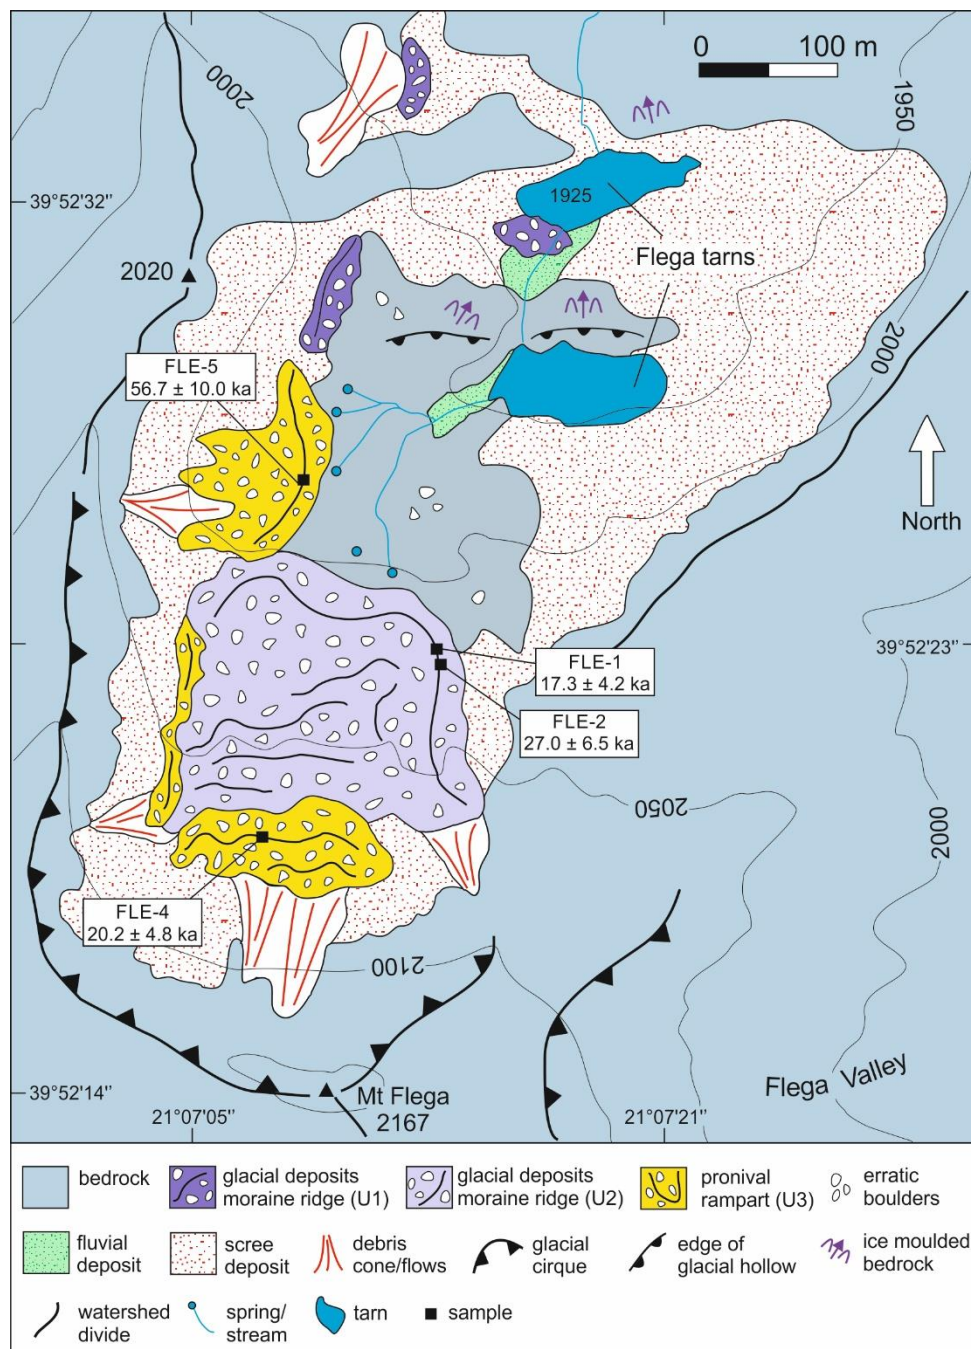 0 100 m
2000
1950
39°52'32"
1925
2020
Flega tarns
FLE-5
56.7 ± 10.0 ka
2000
North
39°52'23"
FLE-1
17.3 ± 4.2 ka
FLE-2
27.0 ± 6.5 ka
2050
2000
FLE-4
20.2 ± 4.8 ka
2100
39°52'14"
Mt Flega
2167
Flega Valley
21°07'05"
21°07'21"
bedrock
glacial deposits
moraine ridge (U1)
glacial deposits
moraine ridge (U2)
pronival
rampart (U3)
erratic
boulders
fluvial
deposit
scree
deposit
debris
cone/flows
glacial
cirque
edge of
glacial hollow
ice moulded
bedrock
watershed
divide
spring/
stream
tarn
sample